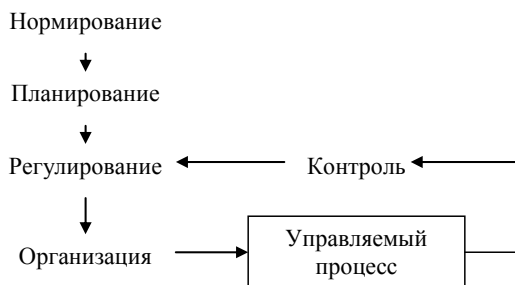 Нормирование
Планирование
Регулирование
Контроль
Организация
Управляемый
процесс